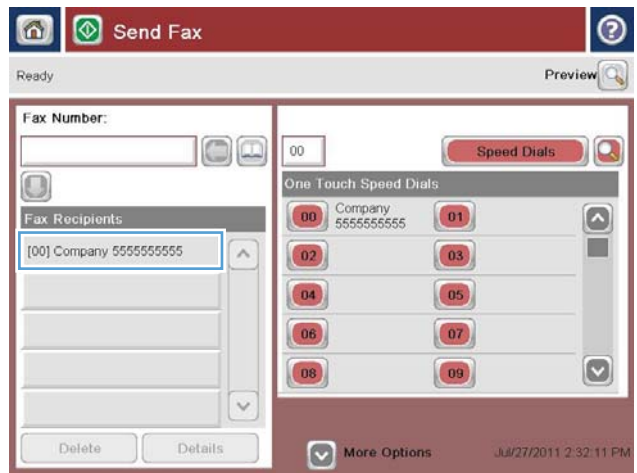 Send Fax
Ready
Preview
Fax Number:
00
Speed Dials
One Touch Speed Dials
Fax Recipients
[00] Company 5555555555
00 Company 5555555555 01
02 03
04 05
06 07
08 09
Delete Details
More Options
Jul/27/2011 2:32:11 PM